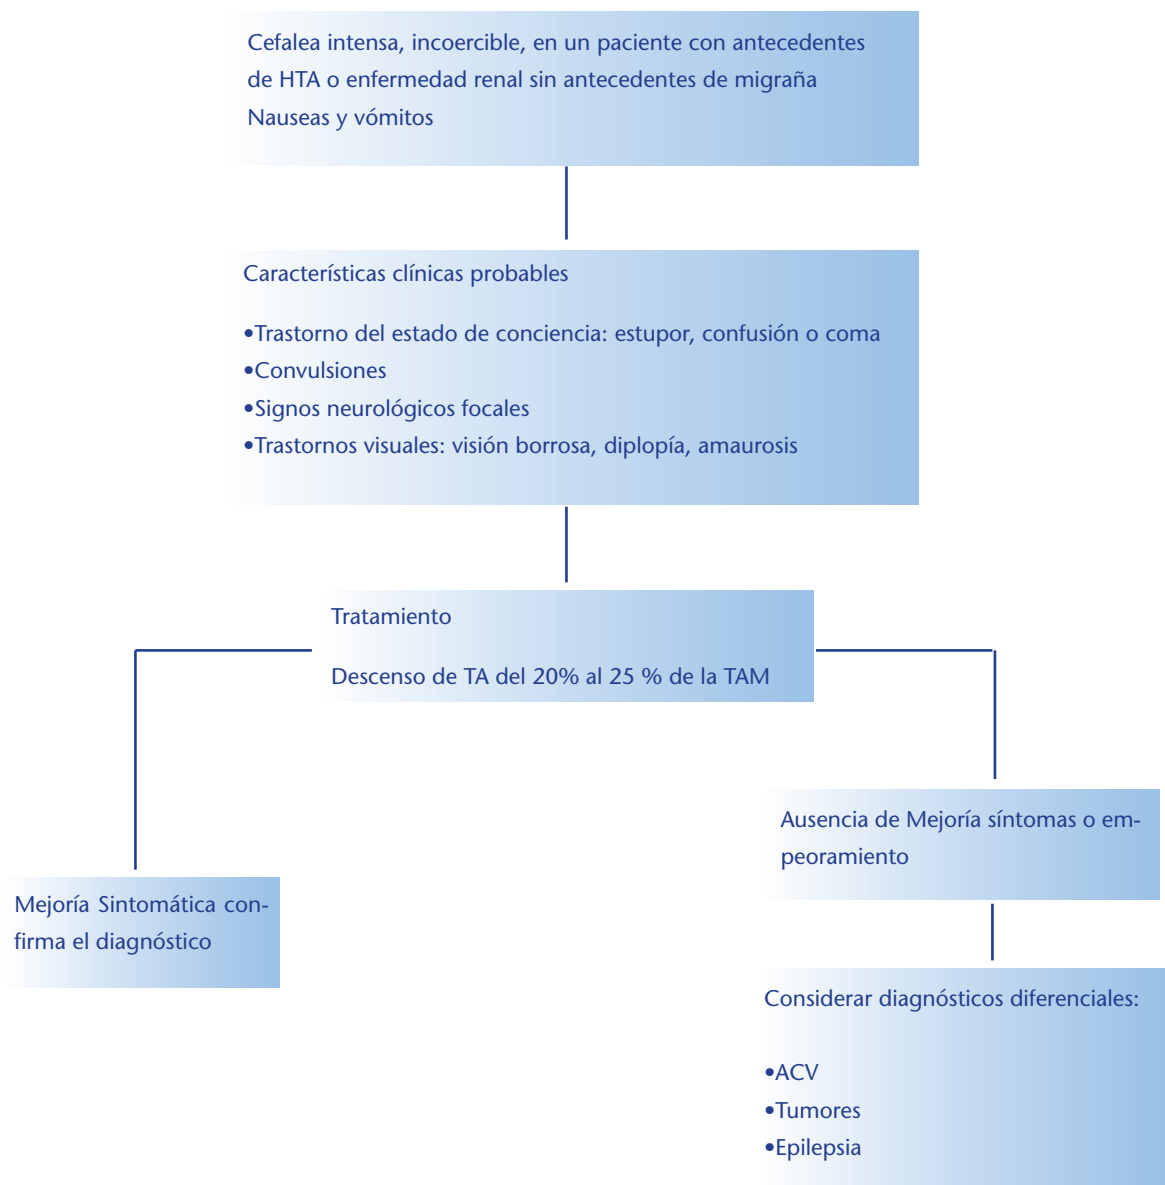 Cefalea intensa, incoercible, en un paciente con antecedentes
de HTA o enfermedad renal sin antecedentes de migraña
Nauseas y vómitos
Características clínicas probables
•Trastorno del estado de conciencia: estupor, confusión o coma
•Convulsiones
•Signos neurológicos focales
•Trastornos visuales: visión borrosa, diplopía, amaurosis
Tratamiento
Descenso de TA del 20% al 25 % de la TAM
Mejoría Sintomática con-
firma el diagnóstico
Ausencia de Mejoría síntomas o em-
peoramiento
Considerar diagnósticos diferenciales:
•ACV
•Tumores
•Epilepsia